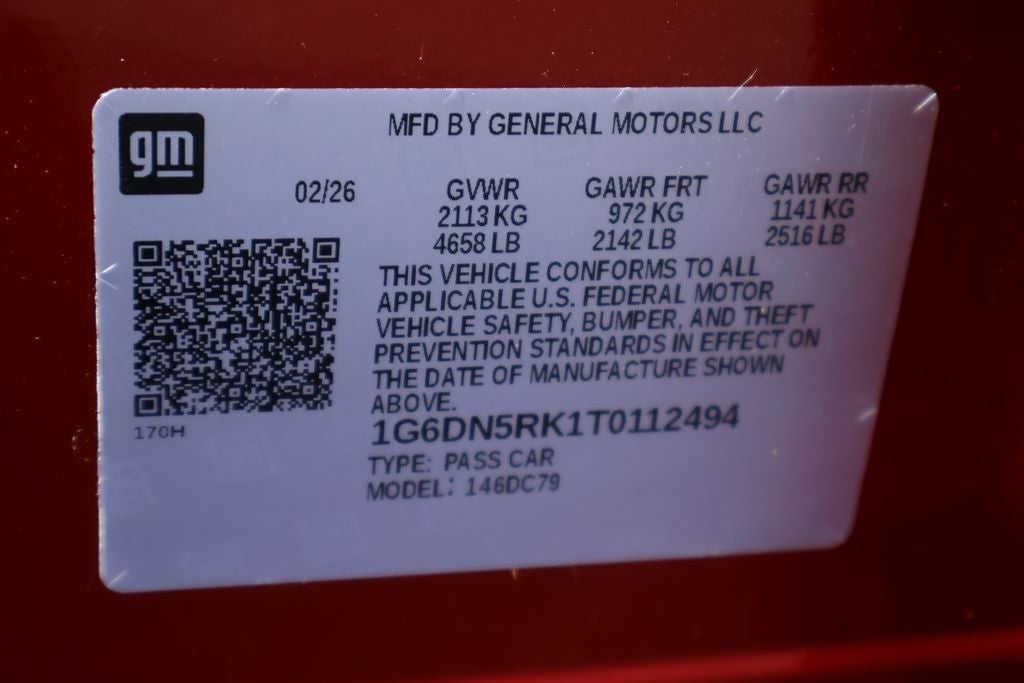 gm
MFD BY GENERAL MOTORS LLC
02/26 GVWR GAWR FRT GAWR RR
2113 KG 972 KG 1141 KG
4658 LB 2142 LB 2516 LB
THIS VEHICLE CONFORMS TO ALL
APPLICABLE U.S. FEDERAL MOTOR
VEHICLE SAFETY, BUMPER, AND THEFT
PREVENTION STANDARDS IN EFFECT ON
THE DATE OF MANUFACTURE SHOWN
ABOVE.
170H
1G6DN5RK1T0112494
TYPE: PASS CAR
MODEL: 146DC79